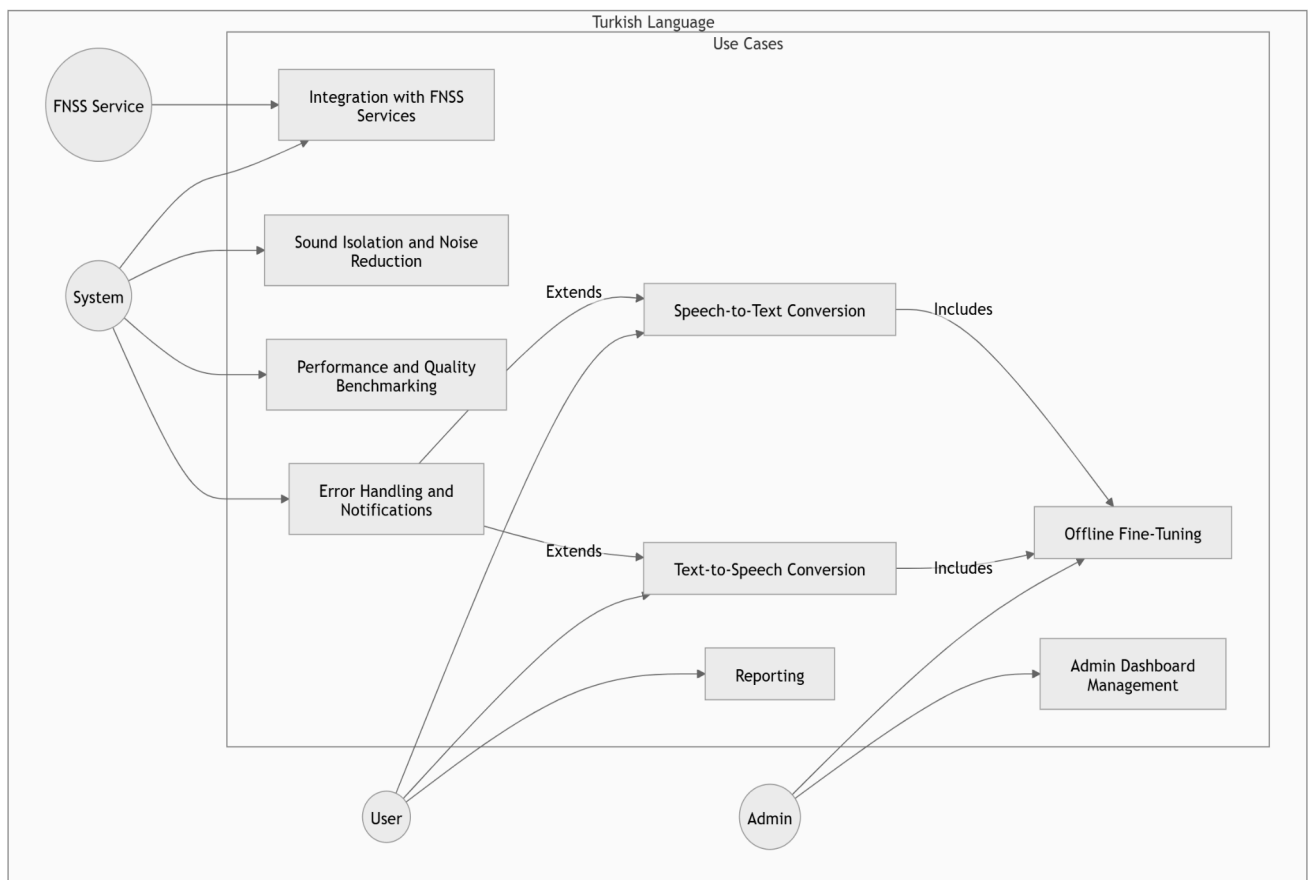 Turkish Language
Use Cases
FNSS Service
Integration with FNSS
Services
System
Sound Isolation and Noise
Reduction
Performance and Quality
Benchmarking
Error Handling and
Notifications
Extends
Speech-to-Text Conversion
Includes
Extends
Text-to-Speech Conversion
Includes
Offline Fine-Tuning
Reporting
Admin Dashboard
Management
User
Admin